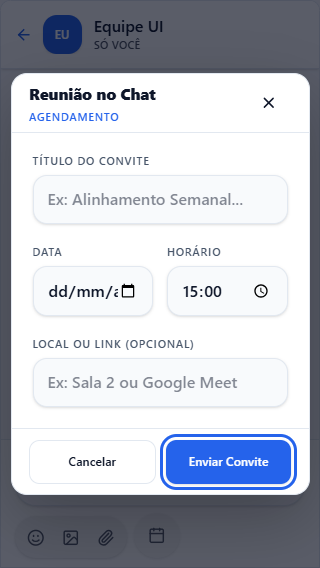 EU
Equipe UI
SÓ VOCÊ
Reunião no Chat
AGENDAMENTO
TÍTULO DO CONVITE
Ex: Alinhamento Semanal...
DATA
HORÁRIO
dd/mm/a
15:00
LOCAL OU LINK (OPCIONAL)
Ex: Sala 2 ou Google Meet
Cancelar
Enviar Convite